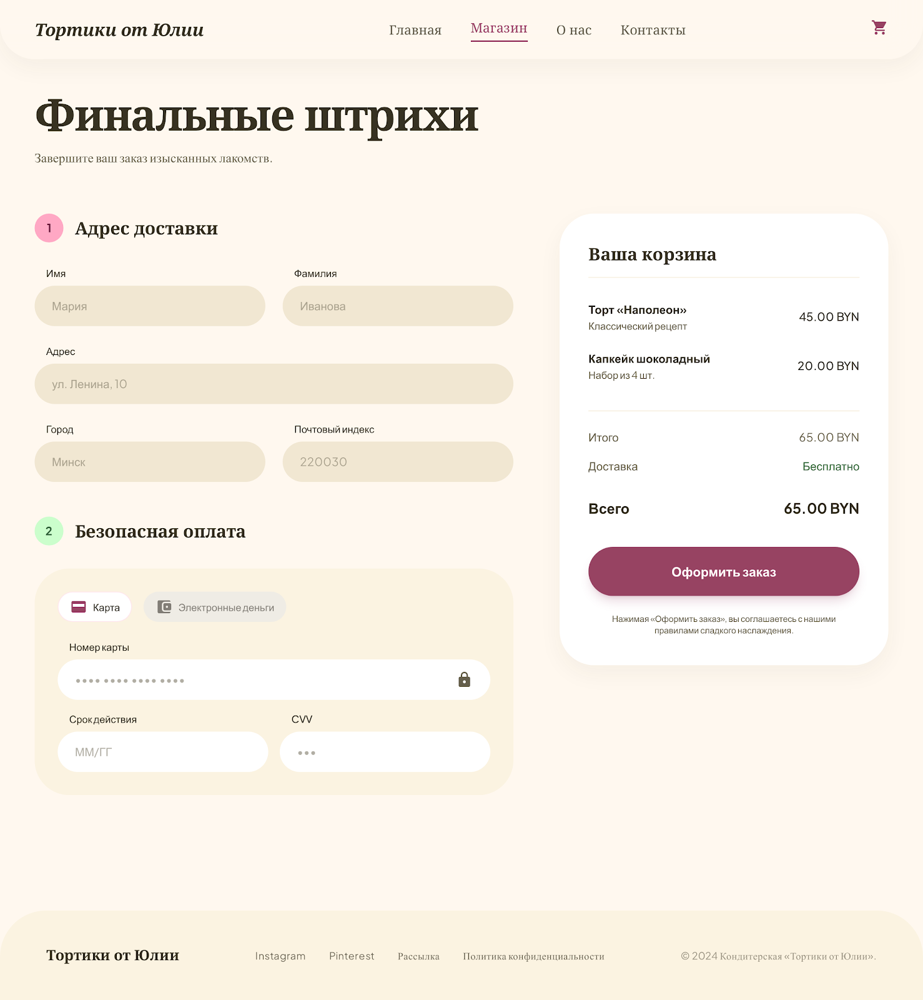 Тортики от Юлии
Главная
Магазин
О нас
Контакты
Финальные штрихи
Завершите ваш заказ изысканных лакомств.
1
Адрес доставки
Имя
Фамилия
Мария
Иванова
Адрес
ул. Ленина, 10
Город
Почтовый индекс
Минск
220030
2
Безопасная оплата
Карта
Электронные деньги
Номер карты
•••• •••• •••• ••••
Срок действия
CVV
ММ/ГГ
•••
Ваша корзина
Торт «Наполеон»
Классический рецепт
45.00 BYN
Капкейк шоколадный
Набор из 4 шт.
20.00 BYN
Итого
65.00 BYN
Доставка
Бесплатно
Всего
65.00 BYN
Оформить заказ
Нажимая «Оформить заказ», вы соглашаетесь с нашими
правилами сладкого наслаждения.
Тортики от Юлии
Instagram
Pinterest
Рассылка
Политика конфиденциальности
© 2024 Кондитерская «Тортики от Юлии».